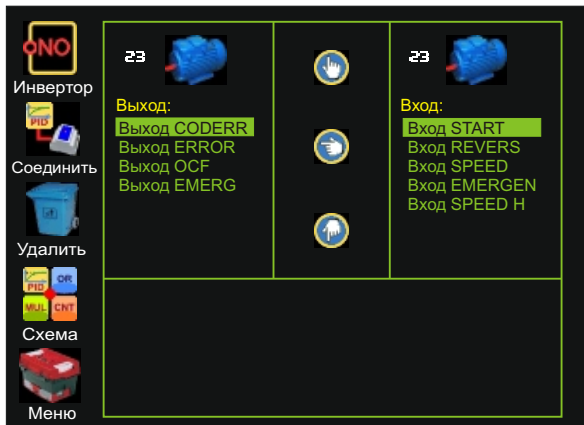 NO
Инвертор
PID
Соединить
Удалить
PID OR
MUL CNT
Схема
Меню
23
Выход:
Выход CODERR
Выход ERROR
Выход OCF
Выход EMERG
23
Вход:
Вход START
Вход REVERS
Вход SPEED
Вход EMERGEN
Вход SPEED H